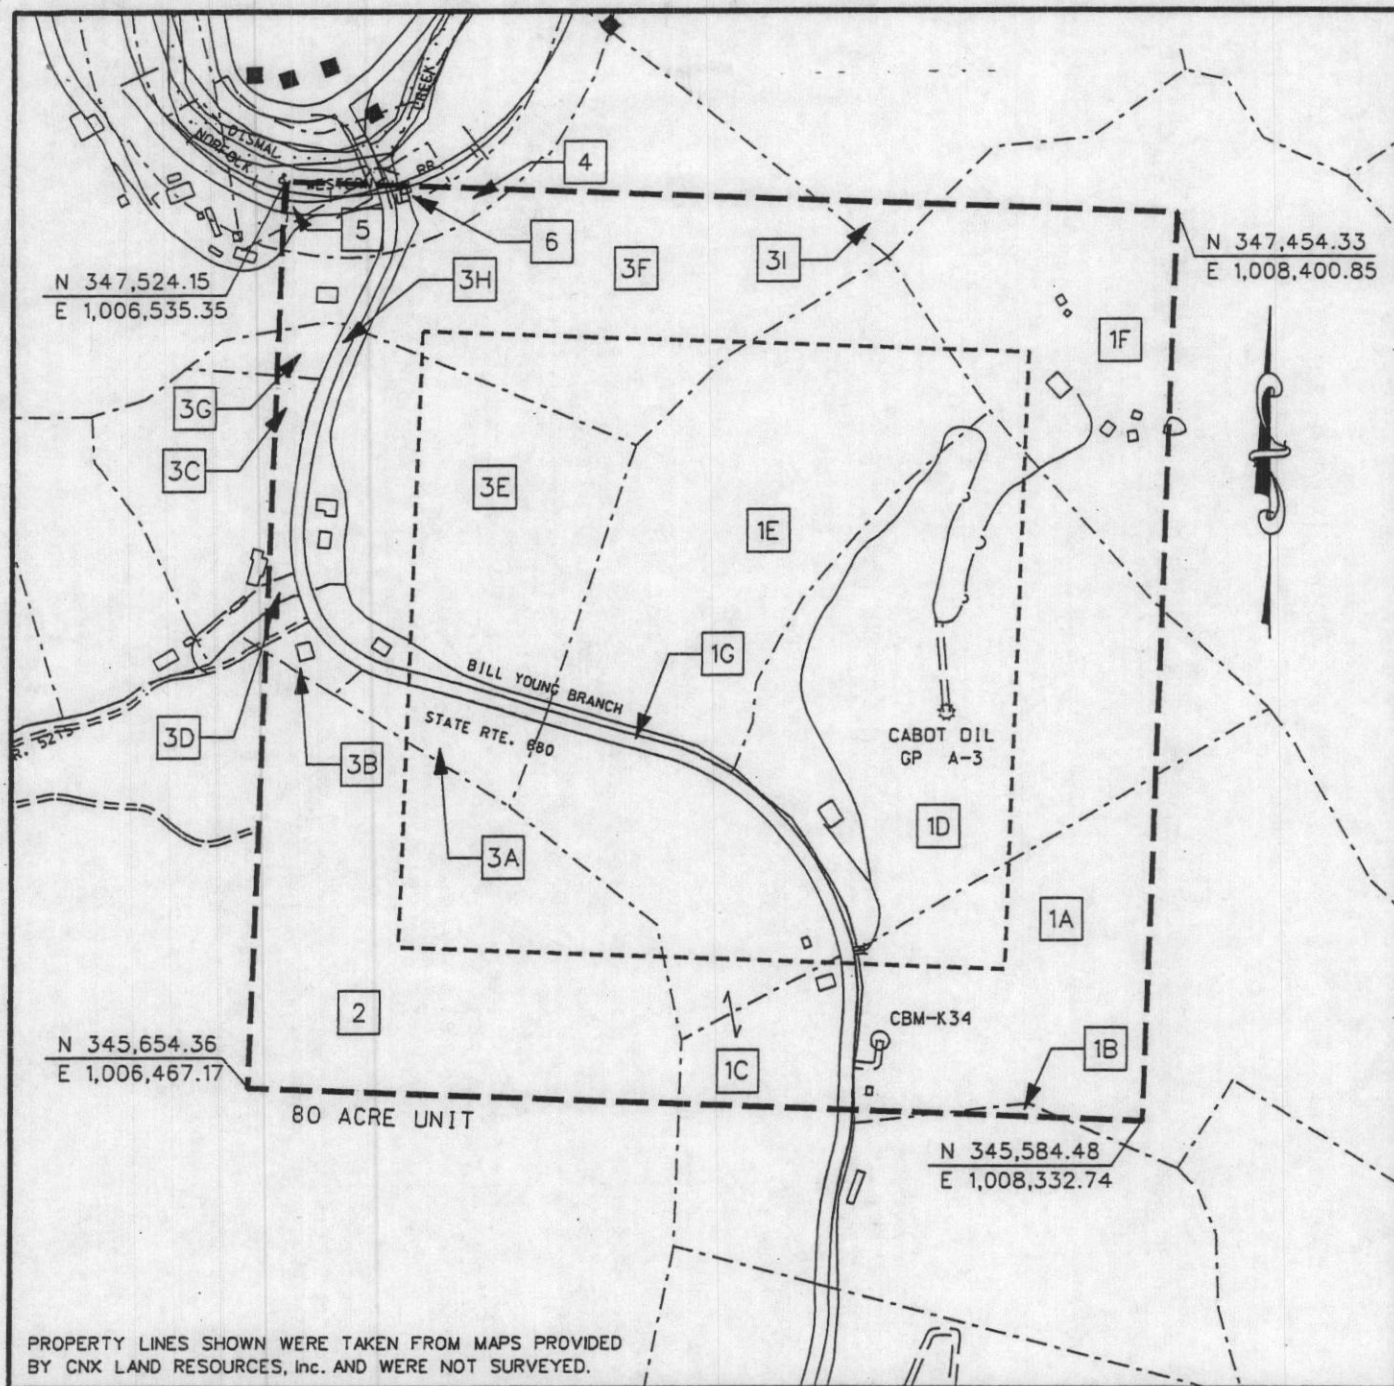 CREEK
DISMAL
NORFOLK
WESTERN
RR
4
5
6
3F
3I
3H
N 347,454.33
E 1,008,400.85
N 347,524.15
E 1,006,535.35
1F
3G
3C
3E
1E
1G
BILL YOUNG BRANCH
STATE RTE. 680
3D
3B
CABOT OIL
GP A-3
3A
1D
1A
2
CBM-K34
1C
1B
N 345,654.36
E 1,006,467.17
80 ACRE UNIT
N 345,584.48
E 1,008,332.74
PROPERTY LINES SHOWN WERE TAKEN FROM MAPS PROVIDED
BY CNX LAND RESOURCES, Inc. AND WERE NOT SURVEYED.